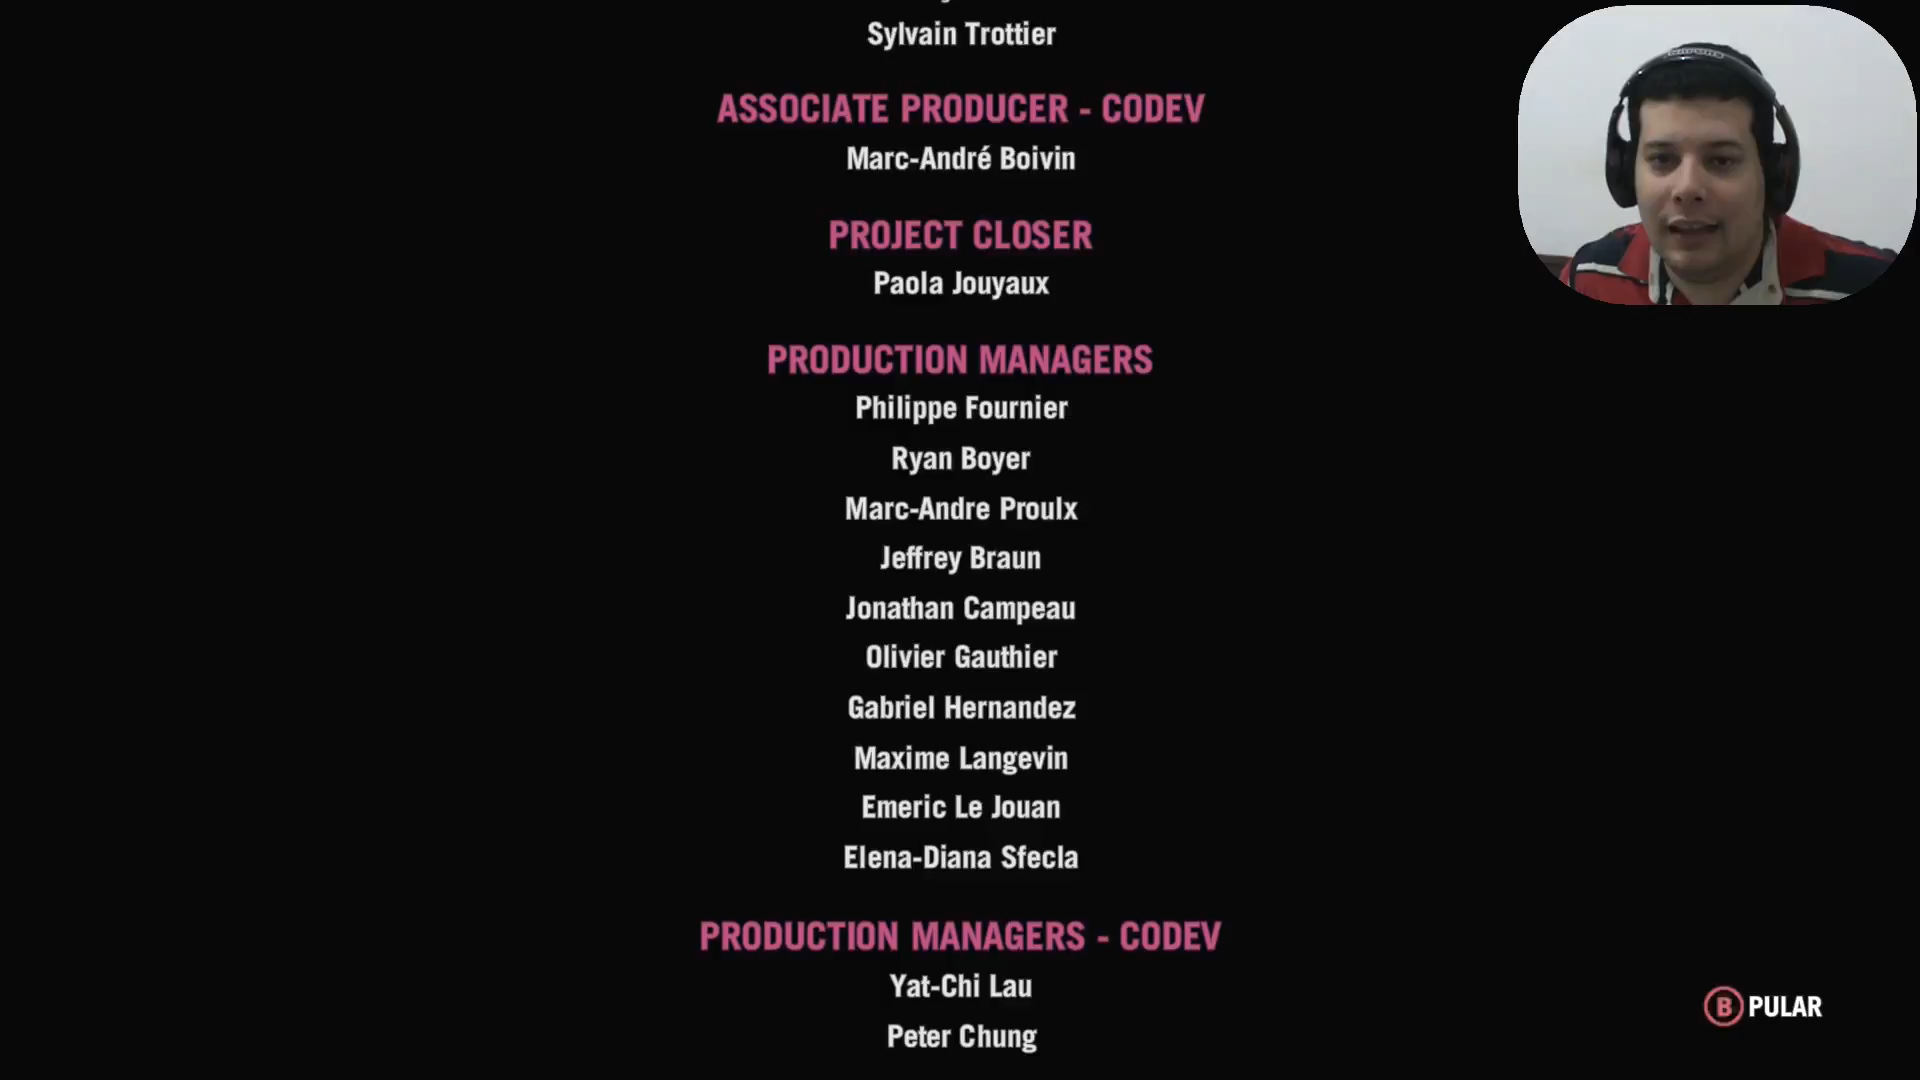 Sylvain Trottier
ASSOCIATE PRODUCER - CODEV
Marc-André Boivin
PROJECT CLOSER
Paola Jouyaux
PRODUCTION MANAGERS
Philippe Fournier
Ryan Boyer
Marc-Andre Proulx
Jeffrey Braun
Jonathan Campeau
Olivier Gauthier
Gabriel Hernandez
Maxime Langevin
Emeric Le Jouan
Elena-Diana Sfecla
PRODUCTION MANAGERS - CODEV
Yat-Chi Lau
Peter Chung
B PULAR